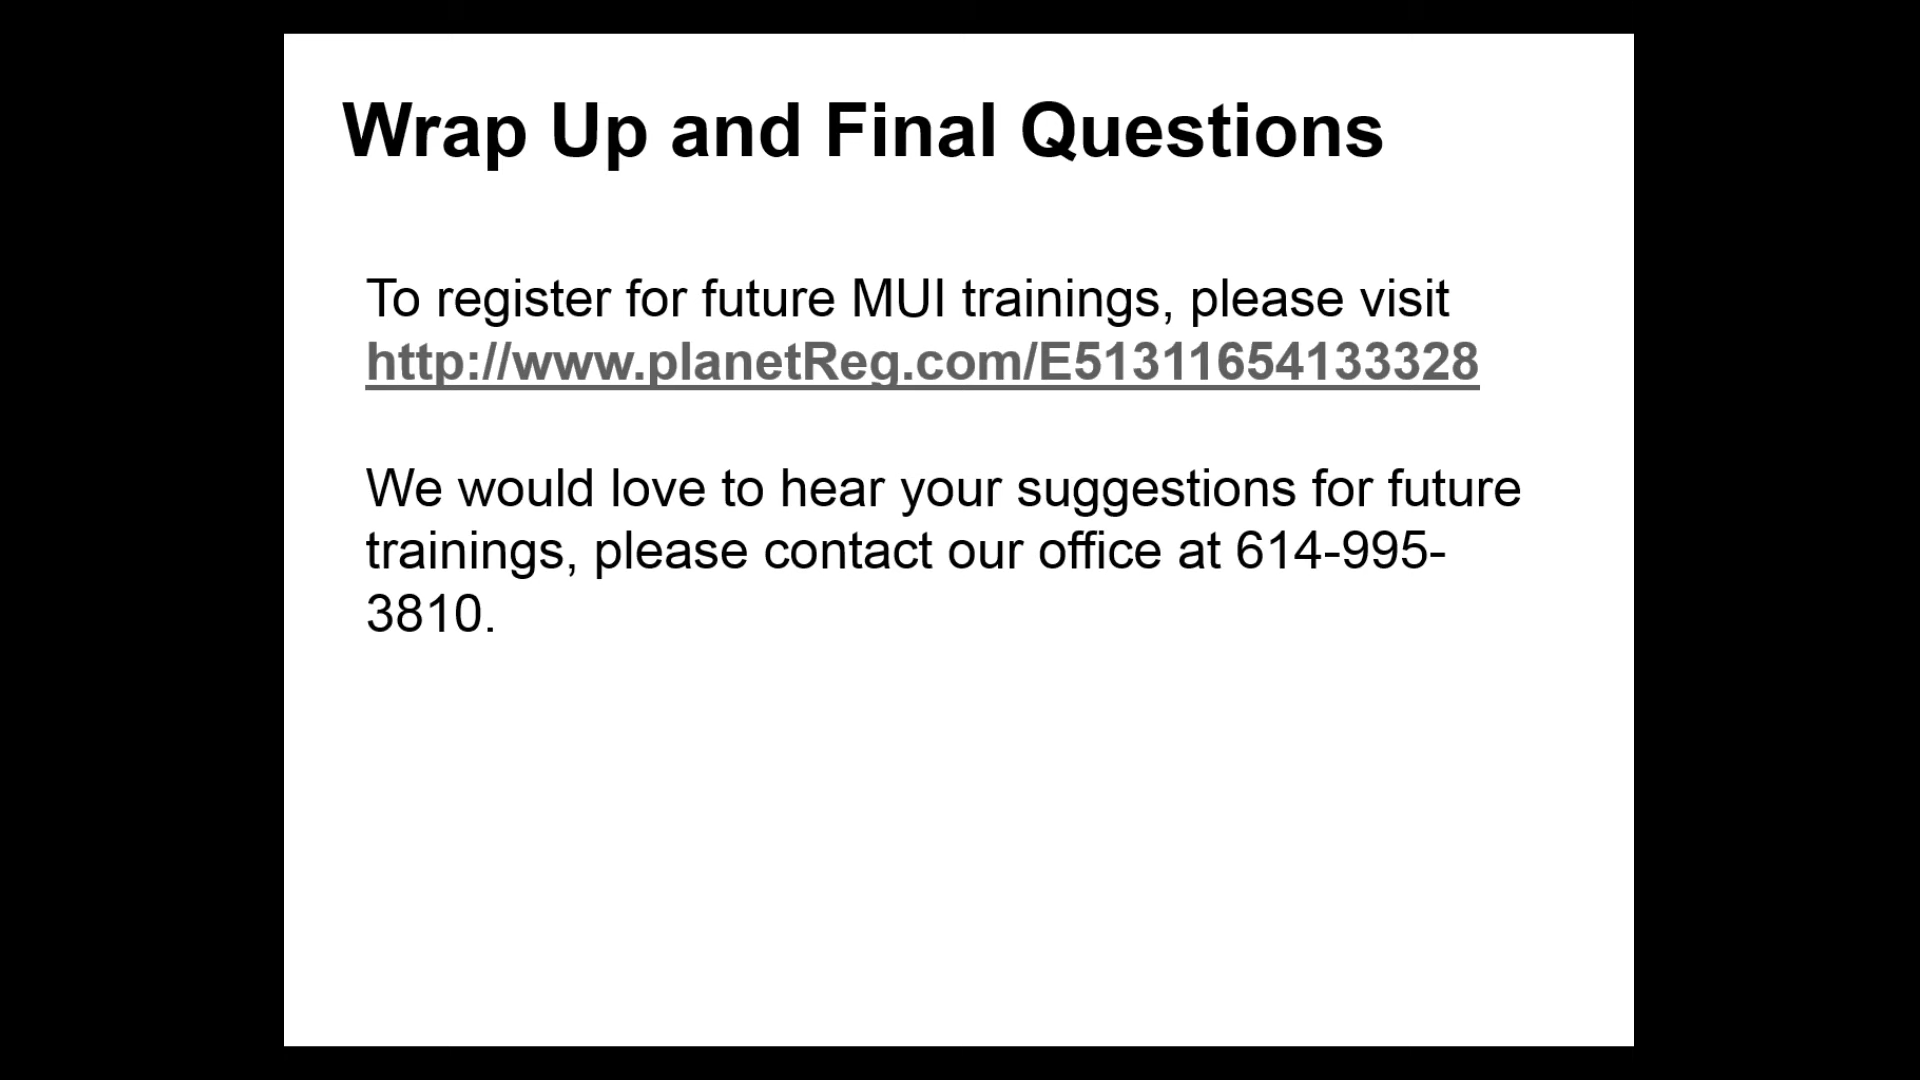 Wrap Up and Final Questions
To register for future MUI trainings, please visit
http://www.planetReg.com/E51311654133328
We would love to hear your suggestions for future
trainings, please contact our office at 614-995-
3810.